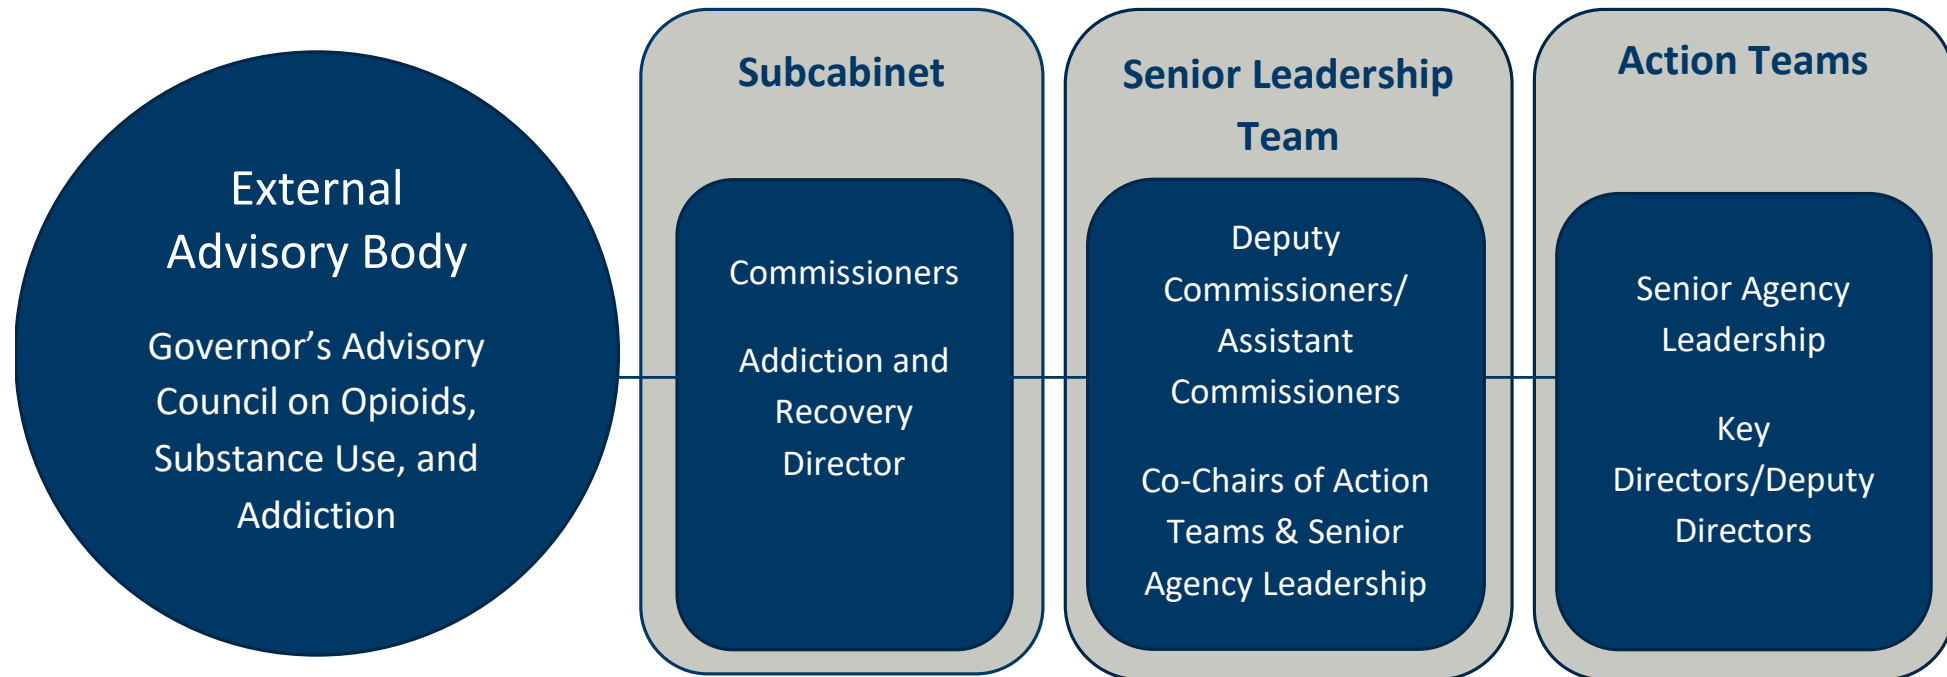 External
Advisory Body
Governor’s Advisory
Council on Opioids,
Substance Use, and
Addiction
Subcabinet
Commissioners
Addiction and
Recovery
Director
Senior Leadership
Team
Deputy
Commissioners/
Assistant
Commissioners
Co-Chairs of Action
Teams & Senior
Agency Leadership
Action Teams
Senior Agency
Leadership
Key
Directors/Deputy
Directors